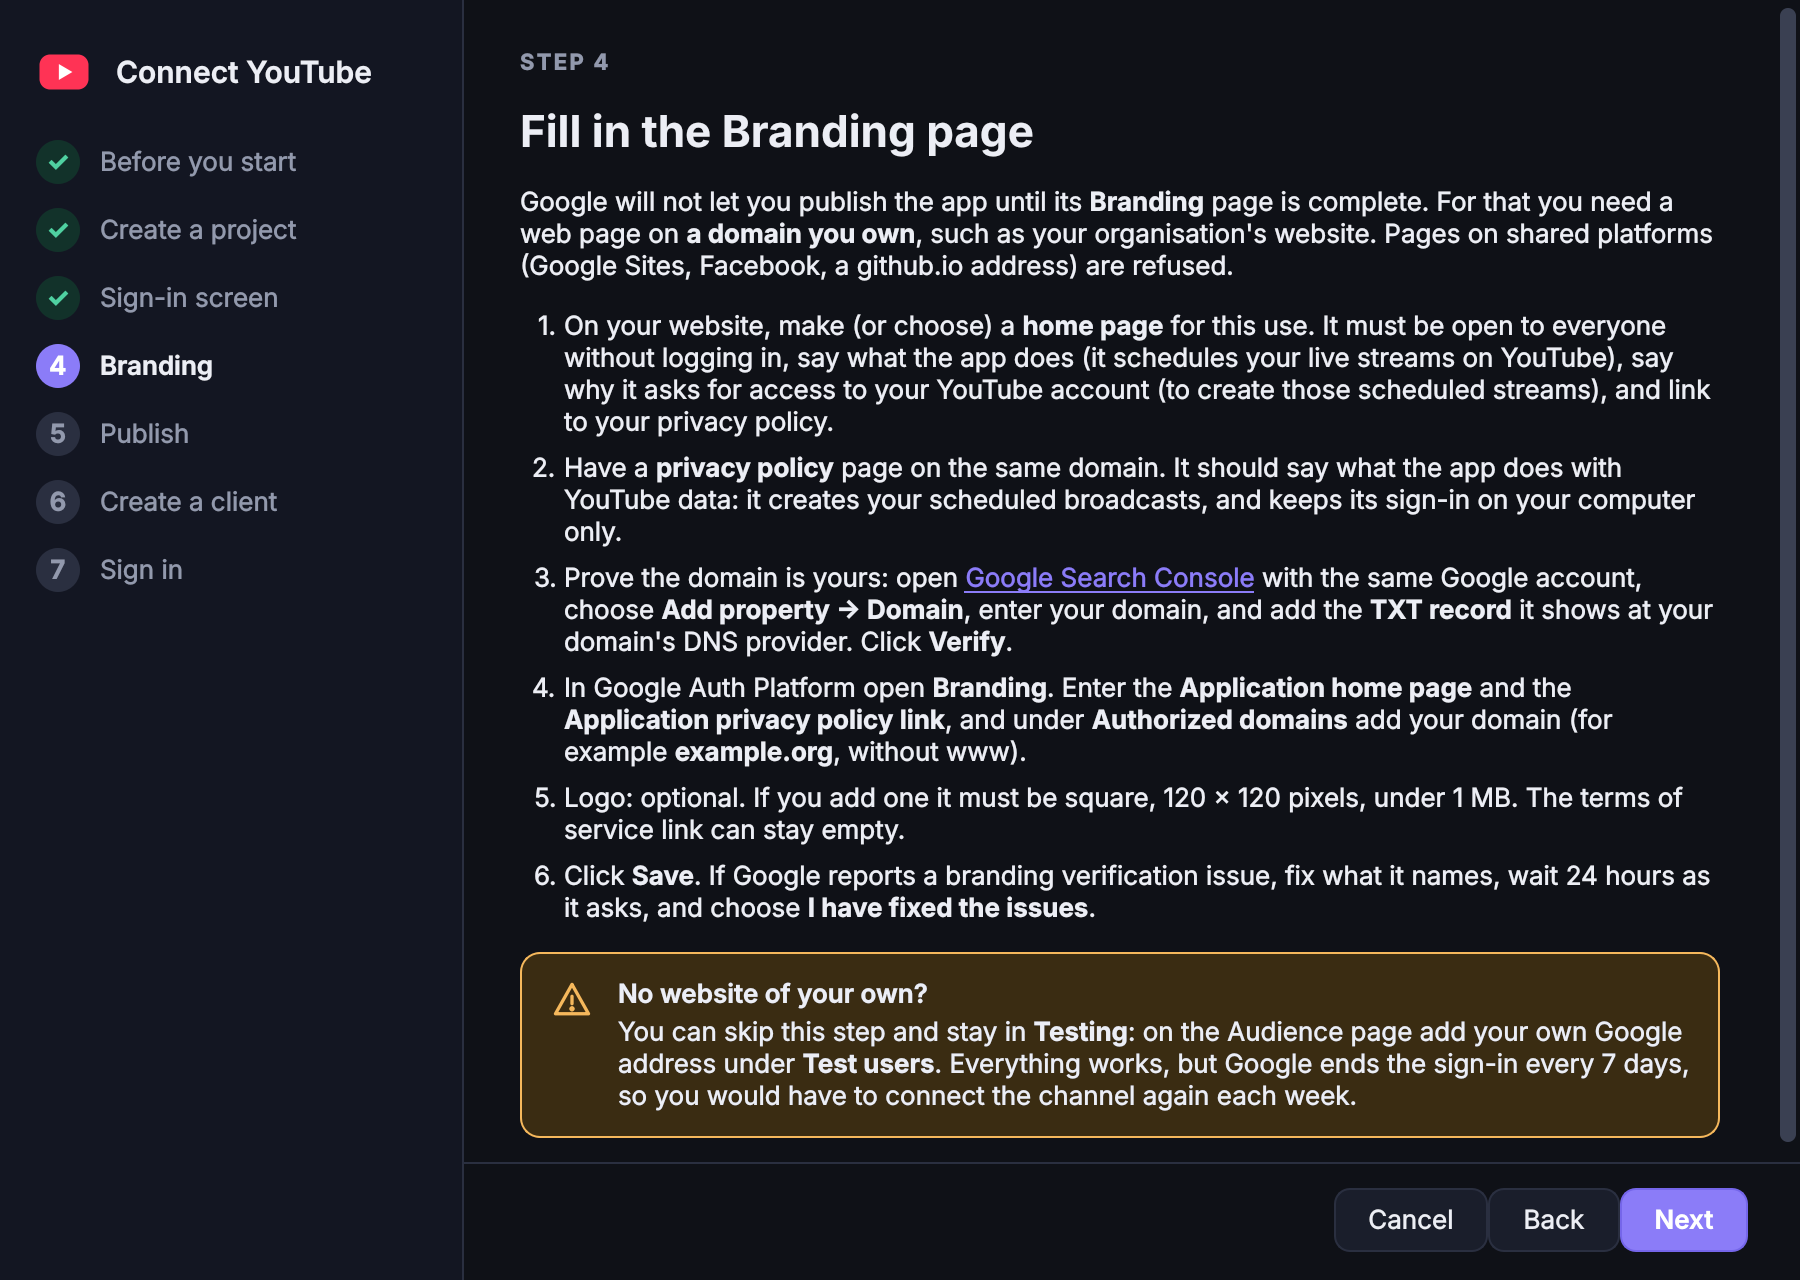 Connect YouTube
Before you start
Create a project
Sign-in screen
4 Branding
5 Publish
6 Create a client
7 Sign in
STEP 4
Fill in the Branding page
Google will not let you publish the app until its Branding page is complete. For that you need a
web page on a domain you own, such as your organisation's website. Pages on shared platforms
(Google Sites, Facebook, a github.io address) are refused.
1. On your website, make (or choose) a home page for this use. It must be open to everyone
without logging in, say what the app does (it schedules your live streams on YouTube), say
why it asks for access to your YouTube account (to create those scheduled streams), and link
to your privacy policy.
2. Have a privacy policy page on the same domain. It should say what the app does with
YouTube data: it creates your scheduled broadcasts, and keeps its sign-in on your computer
only.
3. Prove the domain is yours: open Google Search Console with the same Google account,
choose Add property → Domain, enter your domain, and add the TXT record it shows at your
domain's DNS provider. Click Verify.
4. In Google Auth Platform open Branding. Enter the Application home page and the
Application privacy policy link, and under Authorized domains add your domain (for
example example.org, without www).
5. Logo: optional. If you add one it must be square, 120 × 120 pixels, under 1 MB. The terms of
service link can stay empty.
6. Click Save. If Google reports a branding verification issue, fix what it names, wait 24 hours as
it asks, and choose I have fixed the issues.
No website of your own?
You can skip this step and stay in Testing: on the Audience page add your own Google
address under Test users. Everything works, but Google ends the sign-in every 7 days,
so you would have to connect the channel again each week.
Cancel Back Next